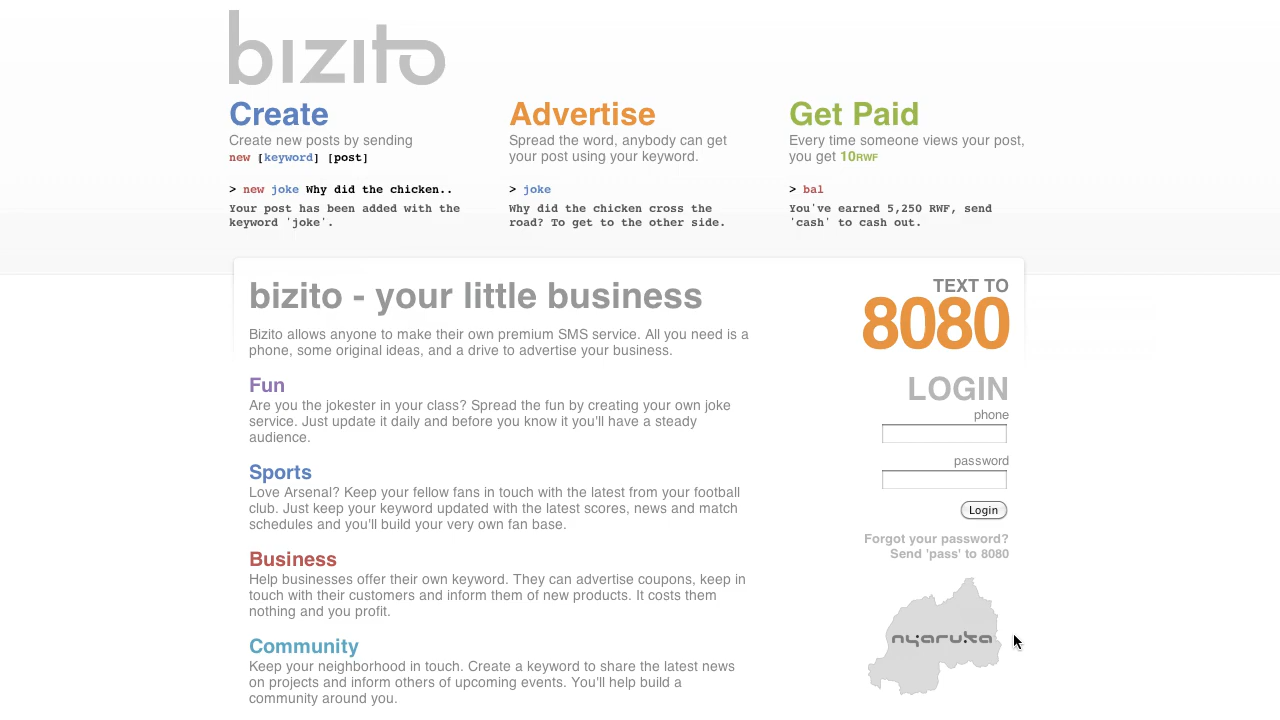 bizito
Create
Create new posts by sending
new [keyword] [post]
> new joke Why did the chicken..
Your post has been added with the
keyword 'joke'.
Advertise
Spread the word, anybody can get
your post using your keyword.
> joke
Why did the chicken cross the
road? To get to the other side.
Get Paid
Every time someone views your post,
you get 10RWF
> bal
You've earned 5,250 RWF, send
'cash' to cash out.
bizito - your little business
Bizito allows anyone to make their own premium SMS service. All you need is a
phone, some original ideas, and a drive to advertise your business.
Fun
Are you the jokester in your class? Spread the fun by creating your own joke
service. Just update it daily and before you know it you'll have a steady
audience.
Sports
Love Arsenal? Keep your fellow fans in touch with the latest from your football
club. Just keep your keyword updated with the latest scores, news and match
schedules and you'll build your very own fan base.
Business
Help businesses offer their own keyword. They can advertise coupons, keep in
touch with their customers and inform them of new products. It costs them
nothing and you profit.
Community
Keep your neighborhood in touch. Create a keyword to share the latest news
on projects and inform others of upcoming events. You'll help build a
community around you.
TEXT TO
8080
LOGIN
phone
password
Login
Forgot your password?
Send 'pass' to 8080
nyaruka